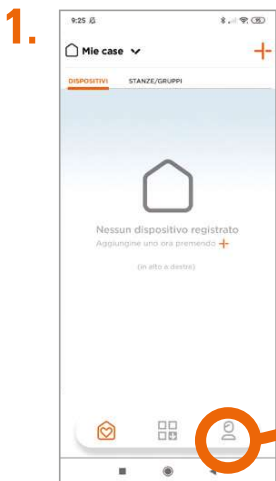 1.
9:25
Mie case
DISPOSITIVI STANZE/GRUPPI
Nessun dispositivo registrato
Aggiungine uno ora premendo +
(in alto a destra)